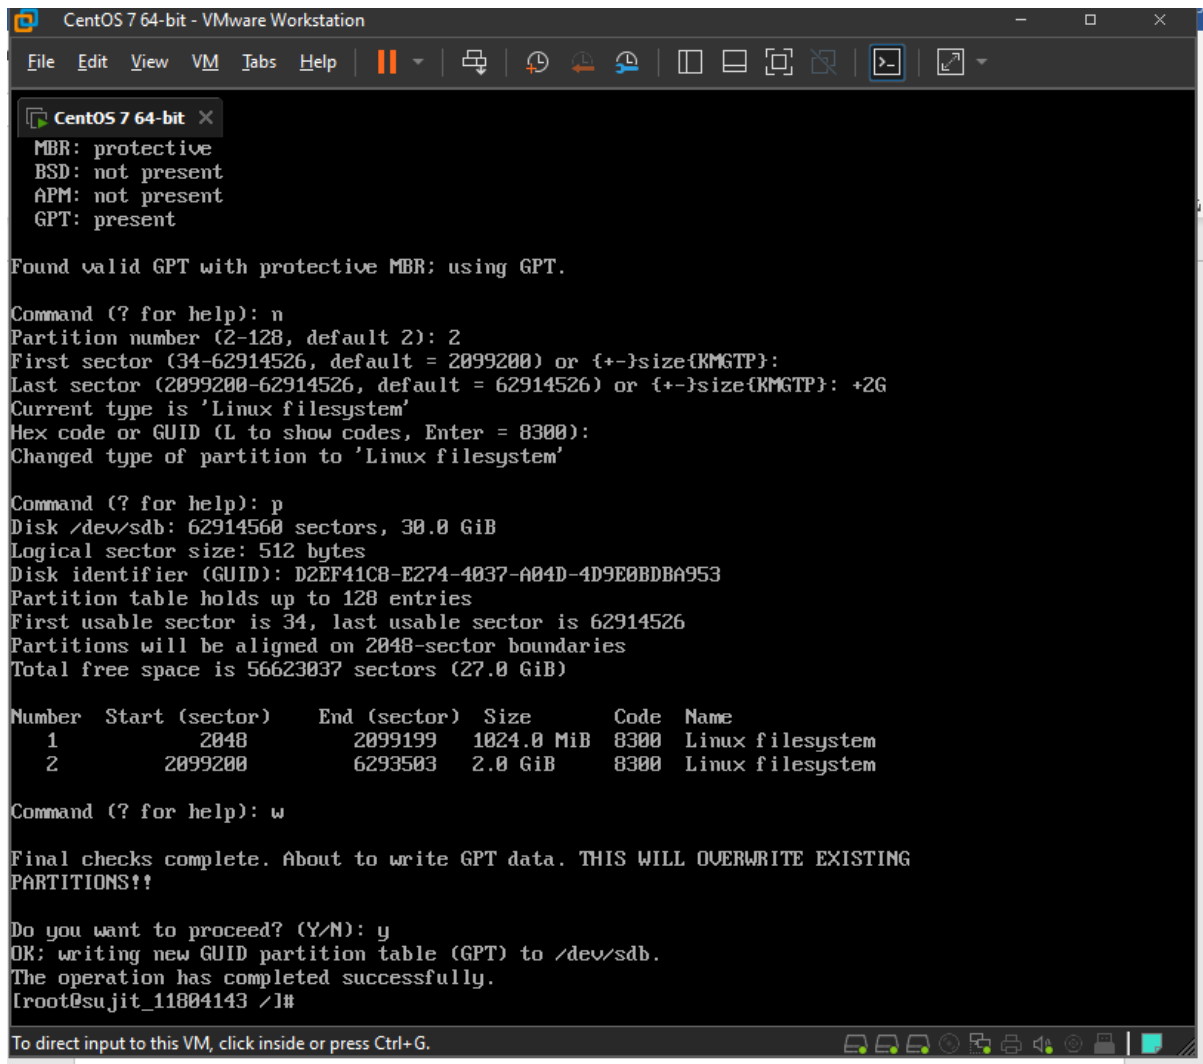 CentOS 7 64-bit - VMware Workstation
File Edit View VM Tabs Help
CentOS 7 64-bit
MBR: protective
BSD: not present
APM: not present
GPT: present
Found valid GPT with protective MBR; using GPT.
Command (? for help): n
Partition number (2-128, default 2): 2
First sector (34-62914526, default = 2099200) or {+-}size{KMGTP}:
Last sector (2099200-62914526, default = 62914526) or {+-}size{KMGTP}: +2G
Current type is 'Linux filesystem'
Hex code or GUID (L to show codes, Enter = 8300):
Changed type of partition to 'Linux filesystem'
Command (? for help): p
Disk /dev/sdb: 62914560 sectors, 30.0 GiB
Logical sector size: 512 bytes
Disk identifier (GUID): D2EF41C8-E274-4037-A04D-4D9E0BDBA953
Partition table holds up to 128 entries
First usable sector is 34, last usable sector is 62914526
Partitions will be aligned on 2048-sector boundaries
Total free space is 56623037 sectors (27.0 GiB)
Number  Start (sector)    End (sector)  Size       Code  Name
1            2048         2099199   1024.0 MiB  8300  Linux filesystem
2         2099200         6293503   2.0 GiB     8300  Linux filesystem
Command (? for help): w
Final checks complete. About to write GPT data. THIS WILL OVERWRITE EXISTING
PARTITIONS!!
Do you want to proceed? (Y/N): y
OK; writing new GUID partition table (GPT) to /dev/sdb.
The operation has completed successfully.
[root@sujit_11804143 /]#
To direct input to this VM, click inside or press Ctrl+G.